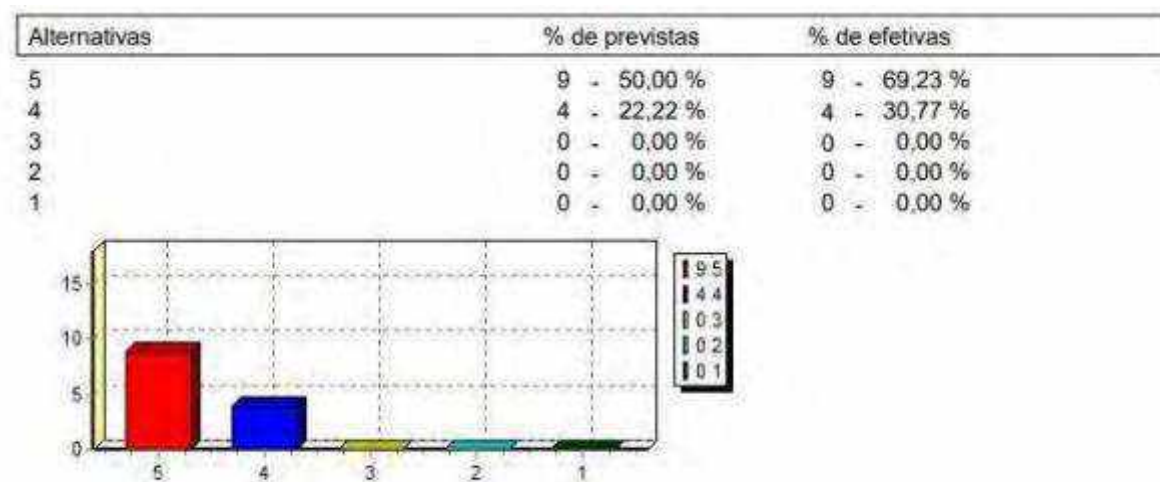 Alternativas % de previstas % de efetivas
5 9 - 50,00 % 9 - 69,23 %
4 4 - 22,22 % 4 - 30,77 %
3 0 - 0,00 % 0 - 0,00 %
2 0 - 0,00 % 0 - 0,00 %
1 0 - 0,00 % 0 - 0,00 %
15
10
5
0
5 4 3 2 1
9 5
4 4
0 3
0 2
0 1